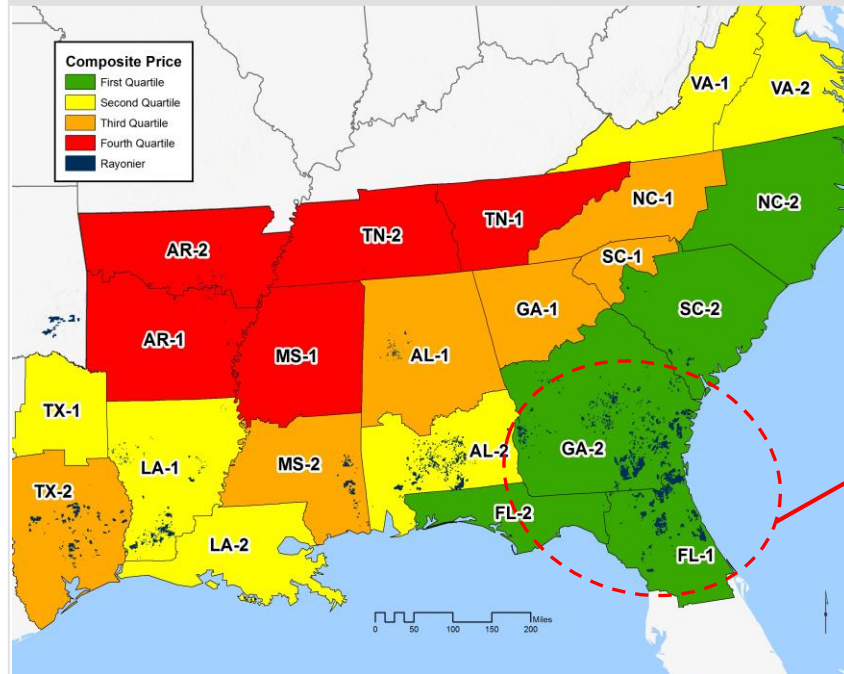 Composite Price
First Quartile
Second Quartile
Third Quartile
Fourth Quartile
Rayonier
VA-1
VA-2
NC-1
NC-2
TN-1
TN-2
AR-2
SC-1
SC-2
GA-1
AR-1
MS-1
AL-1
TX-1
LA-1
MS-2
AL-2
GA-2
TX-2
LA-2
FL-2
FL-1
Miles
0 50 100 150 200